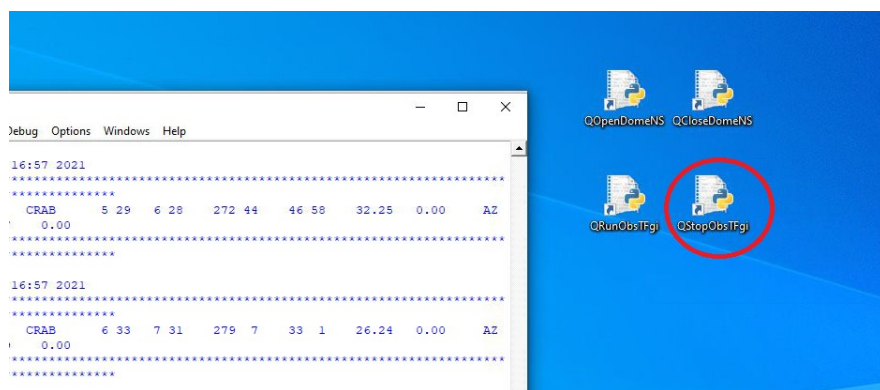 Debug Options Windows Help
16:57 2021
******************************************************************
**************
CRAB 5 29 6 28 272 44 46 58 32.25 0.00 AZ
0.00
******************************************************************
**************
16:57 2021
******************************************************************
**************
CRAB 6 33 7 31 279 7 33 1 26.24 0.00 AZ
0.00
******************************************************************
**************
QOpenDomeNS QCloseDomeNS
QRunObsTFgi QStopObsTFgi